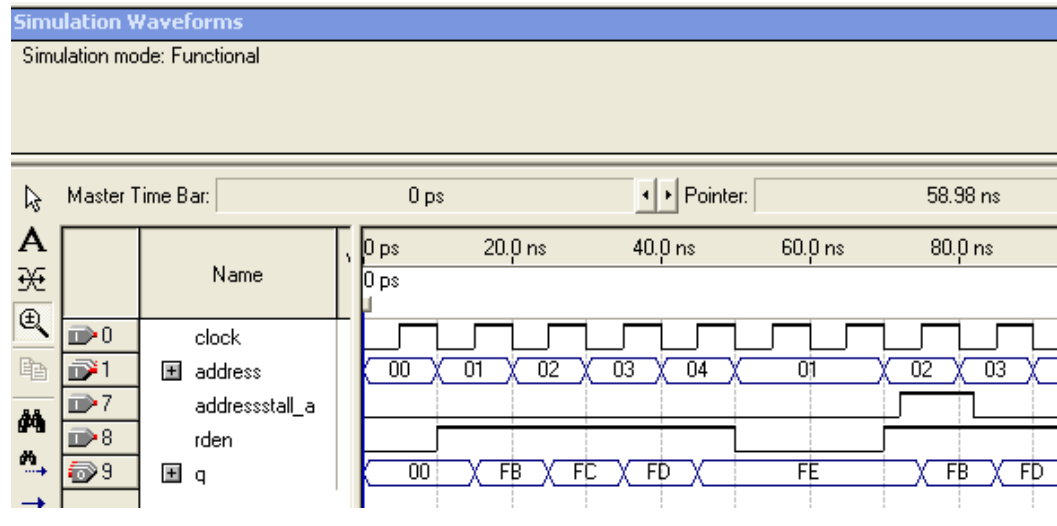 Simulation Waveforms
Simulation mode: Functional
Master Time Bar: 0 ps Pointer: 58.98 ns
A
Name
0 ps 20.0 ns 40.0 ns 60.0 ns 80.0 ns
0 ps
0 clock
1 address 00 01 02 03 04 01 02 03
7 addressstall_a
8 rden
9 q 00 FB FC FD FE FB FD